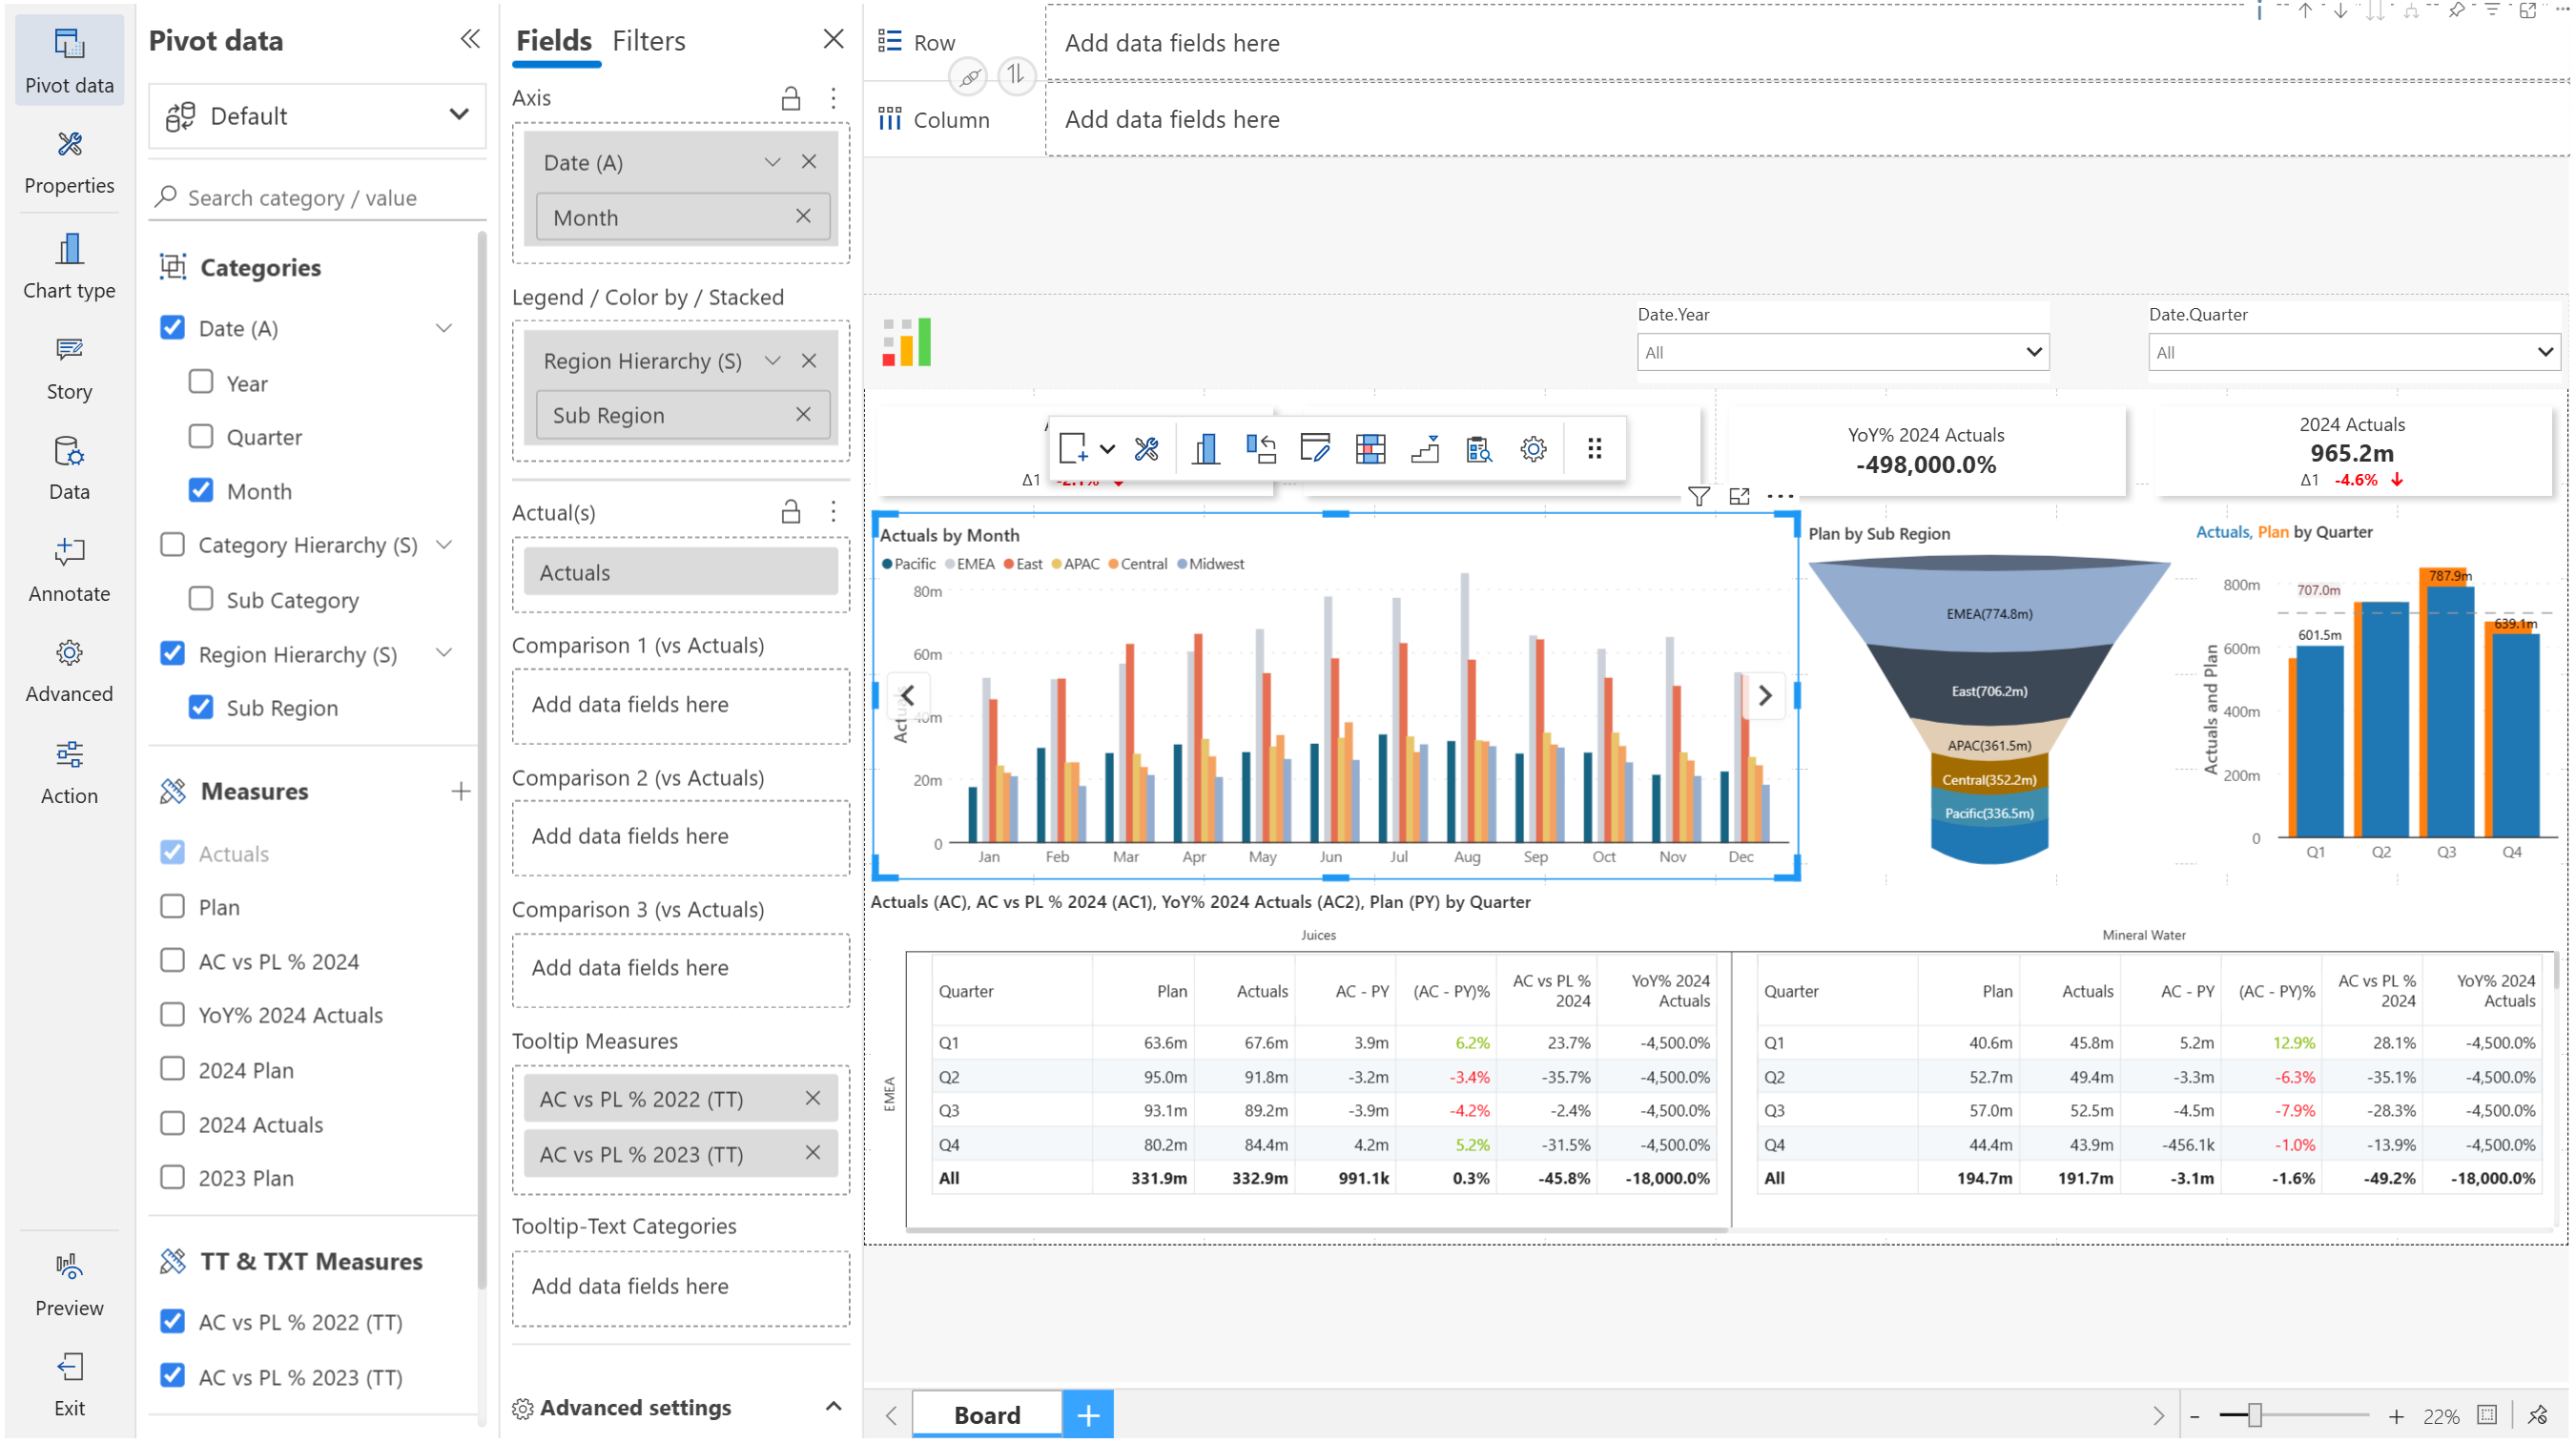 Pivot data
Properties
Chart type
Story
Data
Annotate
Advanced
Action
Preview
Exit
Pivot data
Default
Search category / value
Categories
Date (A)
Year
Quarter
Month
Category Hierarchy (S)
Sub Category
Region Hierarchy (S)
Sub Region
Measures
Actuals
Plan
AC vs PL % 2024
YoY% 2024 Actuals
2024 Plan
2024 Actuals
2023 Plan
TT & TXT Measures
AC vs PL % 2022 (TT)
AC vs PL % 2023 (TT)
Fields Filters
Axis
Date (A)
Month
Legend / Color by / Stacked
Region Hierarchy (S)
Sub Region
Actual(s)
Actuals
Comparison 1 (vs Actuals)
Add data fields here
Comparison 2 (vs Actuals)
Add data fields here
Comparison 3 (vs Actuals)
Add data fields here
Tooltip Measures
AC vs PL % 2022 (TT)
AC vs PL % 2023 (TT)
Tooltip-Text Categories
Add data fields here
Advanced settings
Row Add data fields here
Column Add data fields here
Date.Year
All
Date.Quarter
All
Δ1 -2.1%
YoY% 2024 Actuals
-498,000.0%
2024 Actuals
965.2m
Δ1 -4.6%
Actuals by Month
Pacific EMEA East APAC Central Midwest
80m
60m
40m
20m
0
Jan Feb Mar Apr May Jun Jul Aug Sep Oct Nov Dec
Plan by Sub Region
EMEA(774.8m)
East(706.2m)
APAC(361.5m)
Central(352.2m)
Pacific(336.5m)
Actuals, Plan by Quarter
Actuals and Plan
800m
600m
400m
200m
0
707.0m
601.5m
787.9m
639.1m
Q1 Q2 Q3 Q4
Actuals (AC), AC vs PL % 2024 (AC1), YoY% 2024 Actuals (AC2), Plan (PY) by Quarter
EMEA
Juices
Quarter Plan Actuals AC - PY (AC - PY)% AC vs PL % 2024 YoY% 2024 Actuals
Q1 63.6m 67.6m 3.9m 6.2% 23.7% -4,500.0%
Q2 95.0m 91.8m -3.2m -3.4% -35.7% -4,500.0%
Q3 93.1m 89.2m -3.9m -4.2% -2.4% -4,500.0%
Q4 80.2m 84.4m 4.2m 5.2% -31.5% -4,500.0%
All 331.9m 332.9m 991.1k 0.3% -45.8% -18,000.0%
Mineral Water
Quarter Plan Actuals AC - PY (AC - PY)% AC vs PL % 2024 YoY% 2024 Actuals
Q1 40.6m 45.8m 5.2m 12.9% 28.1% -4,500.0%
Q2 52.7m 49.4m -3.3m -6.3% -35.1% -4,500.0%
Q3 57.0m 52.5m -4.5m -7.9% -28.3% -4,500.0%
Q4 44.4m 43.9m -456.1k -1.0% -13.9% -4,500.0%
All 194.7m 191.7m -3.1m -1.6% -49.2% -18,000.0%
Board
22%